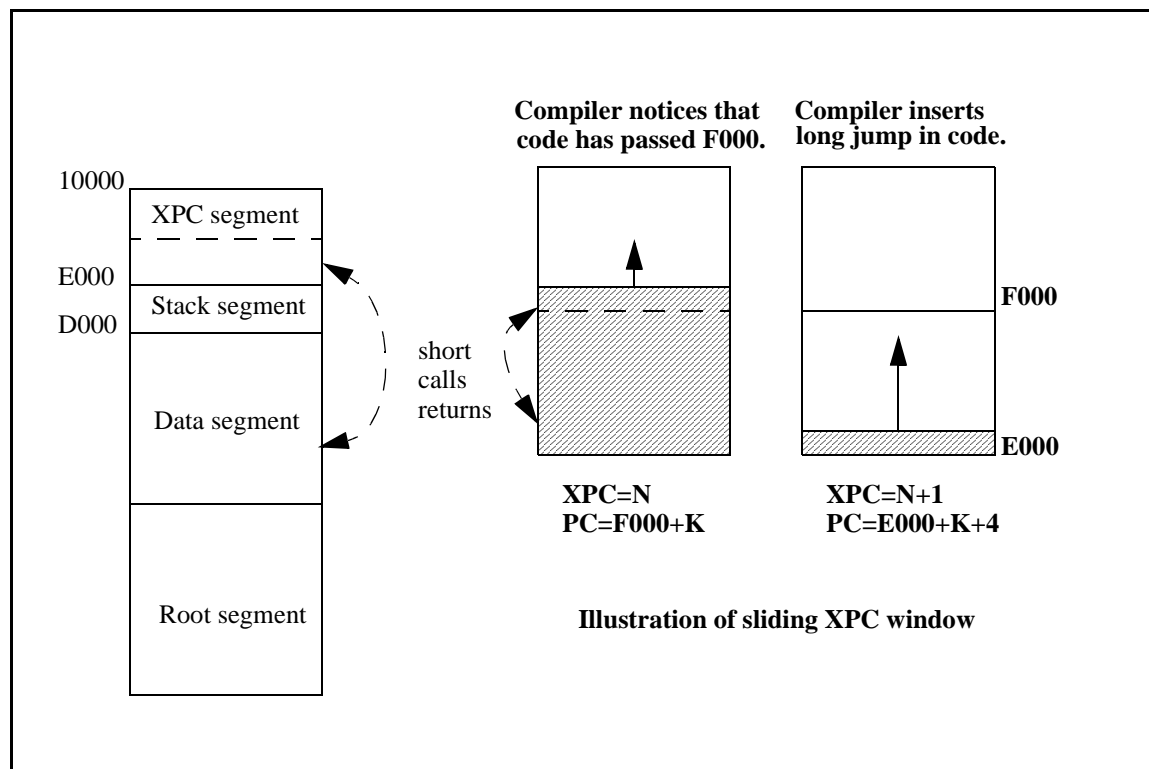 Compiler notices that
code has passed F000.
Compiler inserts
long jump in code.
10000
XPC segment
E000
Stack segment
D000
Data segment
Root segment
short
calls
returns
F000
E000
XPC=N
PC=F000+K
XPC=N+1
PC=E000+K+4
Illustration of sliding XPC window